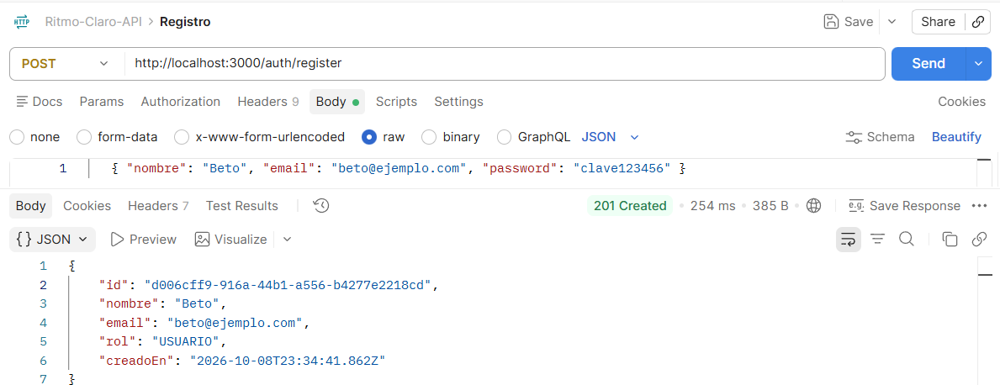 HTTP Ritmo-Claro-API > Registro Save Share
POST http://localhost:3000/auth/register Send
Docs Params Authorization Headers 9 Body Scripts Settings Cookies
none form-data x-www-form-urlencoded raw binary GraphQL JSON Schema Beautify
1 { "nombre": "Beto", "email": "beto@ejemplo.com", "password": "clave123456" }
Body Cookies Headers 7 Test Results 201 Created • 254 ms • 385 B • e.g. Save Response
{} JSON Preview Visualize
1 {
2 "id": "d006cff9-916a-44b1-a556-b4277e2218cd",
3 "nombre": "Beto",
4 "email": "beto@ejemplo.com",
5 "rol": "USUARIO",
6 "creadoEn": "2026-10-08T23:34:41.862Z"
7 }